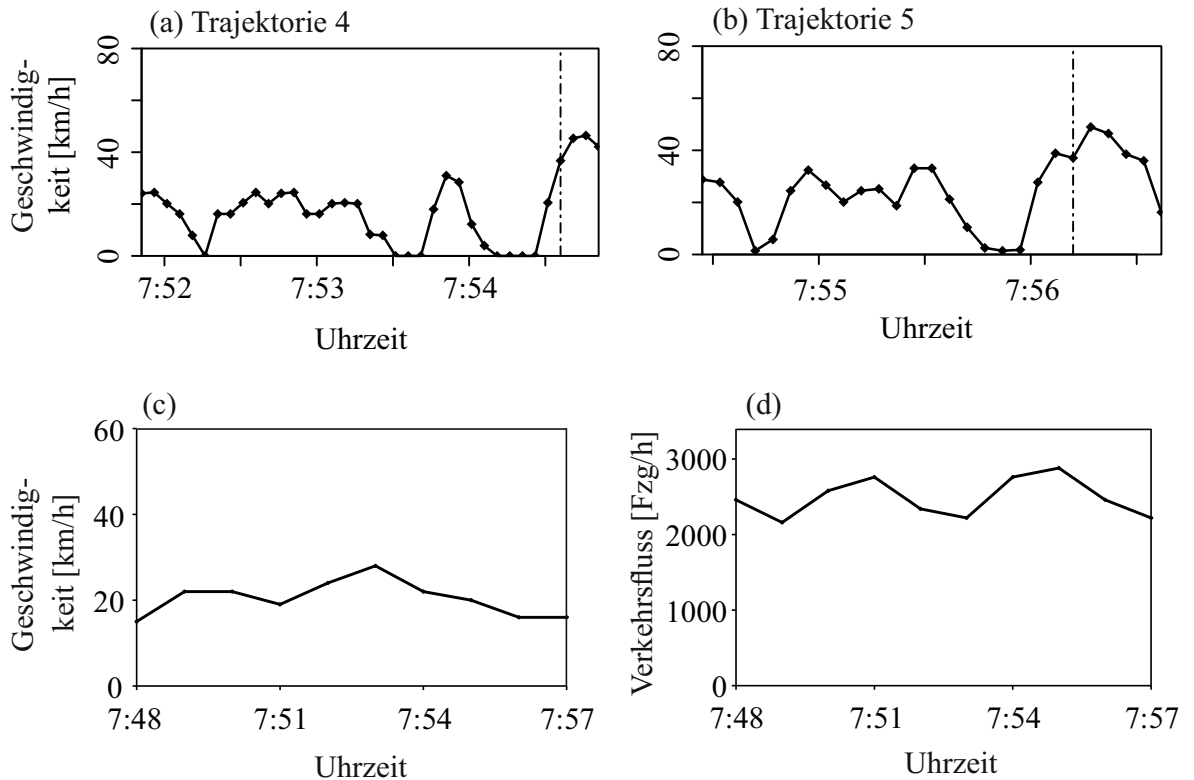 (a) Trajektorie 4
Geschwindig-
keit [km/h]
80
40
0
7:52 7:53 7:54
Uhrzeit
(b) Trajektorie 5
80
40
0
7:55 7:56
Uhrzeit
(c)
Geschwindig-
keit [km/h]
60
40
20
0
7:48 7:51 7:54 7:57
Uhrzeit
(d)
Verkehrsfluss [Fzg/h]
3000
2000
1000
0
7:48 7:51 7:54 7:57
Uhrzeit